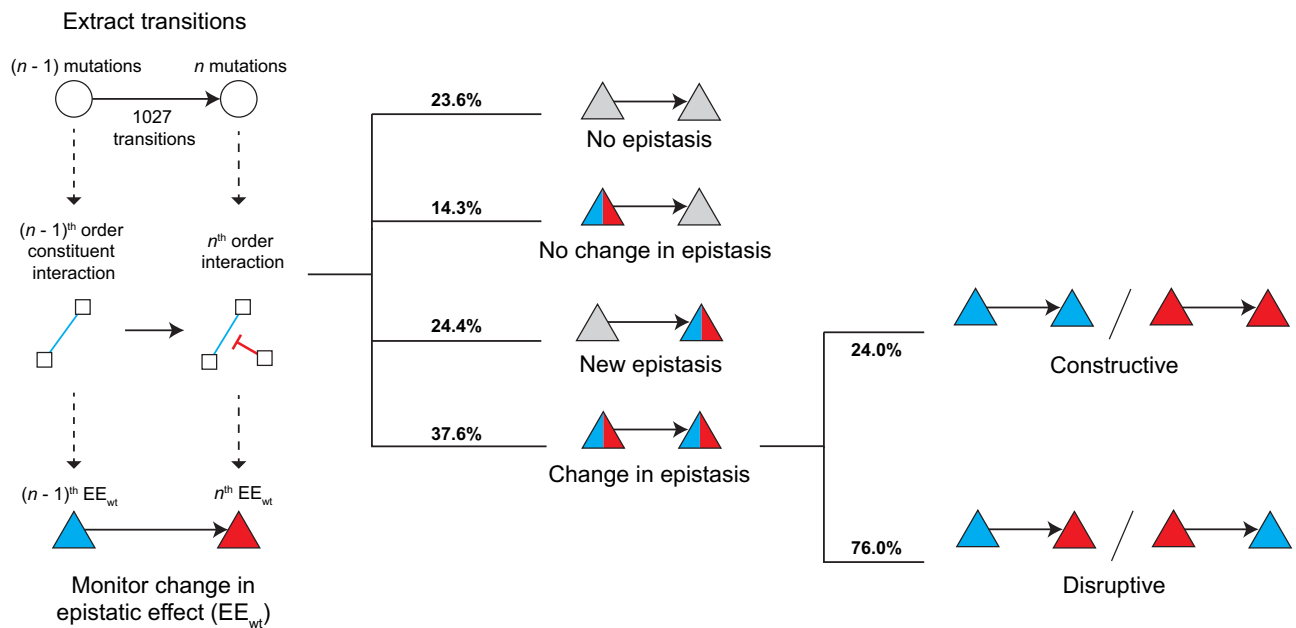 Extract transitions
(n - 1) mutations
n mutations
1027
transitions
(n - 1)th order
constituent
interaction
nth order
interaction
(n - 1)th EEwt
nth EEwt
Monitor change in
epistatic effect (EEwt)
23.6%
No epistasis
14.3%
No change in epistasis
24.4%
New epistasis
37.6%
Change in epistasis
24.0%
Constructive
76.0%
Disruptive